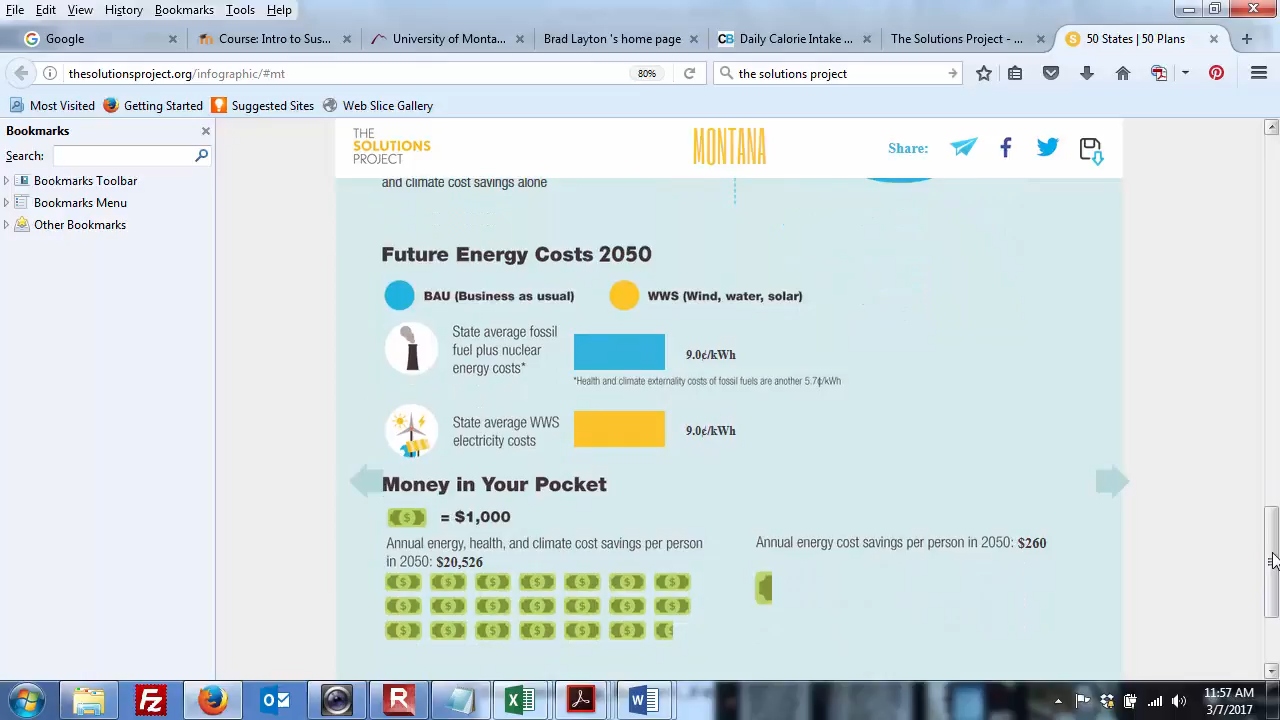 File Edit View History Bookmarks Tools Help
Google
Course: Intro to Sus...
University of Monta...
Brad Layton 's home page
CB Daily Calorie Intake ...
The Solutions Project - ...
50 States | 50 Plans
thesolutionsproject.org/infographic/#mt
80%
the solutions project
Most Visited Getting Started Suggested Sites Web Slice Gallery
Bookmarks
Search:
Bookmarks Toolbar
Bookmarks Menu
Other Bookmarks
THE
SOLUTIONS
PROJECT
MONTANA
Share:
and climate cost savings alone
Future Energy Costs 2050
BAU (Business as usual) WWS (Wind, water, solar)
State average fossil
fuel plus nuclear
energy costs*
9.0¢/kWh
*Health and climate externality costs of fossil fuels are another 5.7¢/kWh
State average WWS
electricity costs
9.0¢/kWh
Money in Your Pocket
= $1,000
Annual energy, health, and climate cost savings per person
in 2050: $20,526
Annual energy cost savings per person in 2050: $260
11:57 AM
3/7/2017